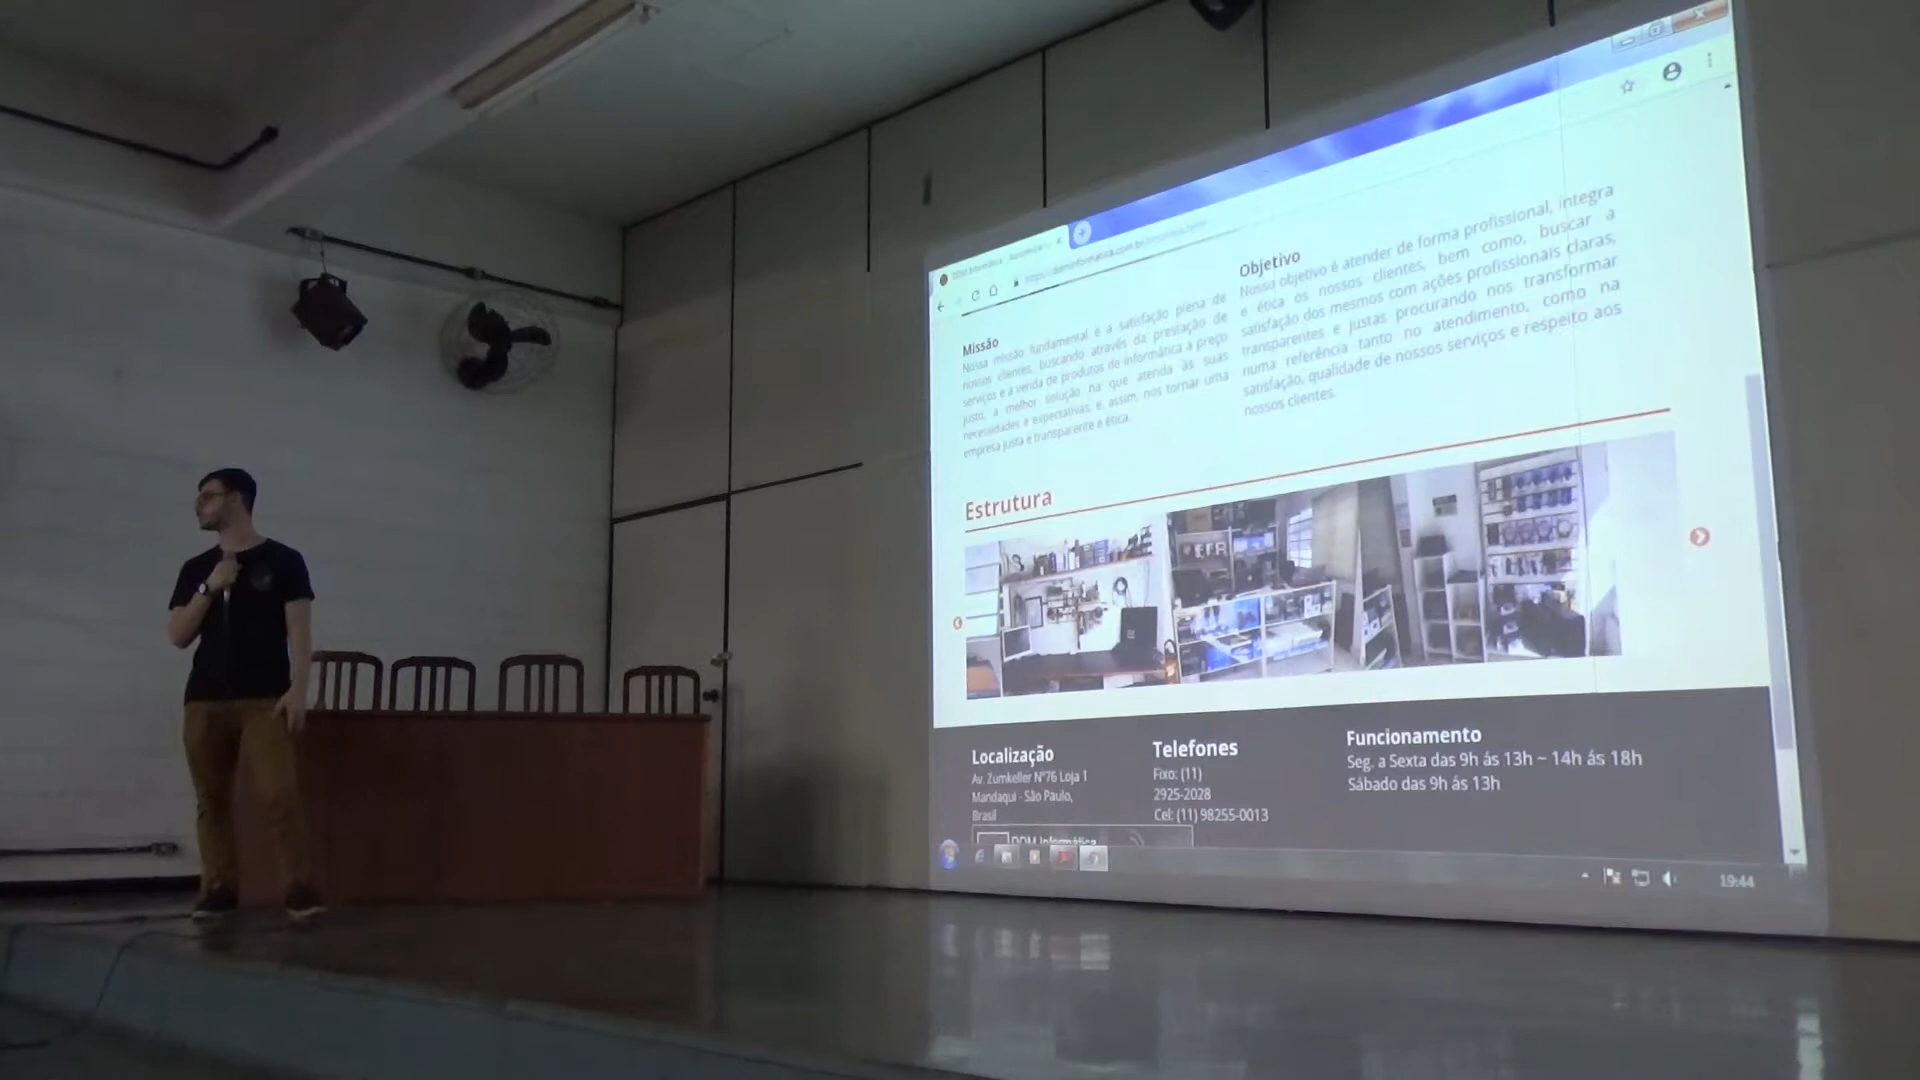 DDM Informática
Missão
Nossa missão fundamental é a satisfação plena de
nossos clientes, buscando através da prestação de
serviços e a venda de produtos de informática a preço
justo, a melhor solução na que atenda às suas
necessidades e expectativas, e, assim, nos tornar uma
empresa justa e transparente e ética.
Objetivo
Nosso objetivo é atender de forma profissional, integra
e ética os nossos clientes, bem como, buscar a
satisfação dos mesmos com ações profissionais claras,
transparentes e justas procurando nos transformar
numa referência tanto no atendimento, como na
satisfação, qualidade de nossos serviços e respeito aos
nossos clientes.
Estrutura
Localização
Av. Zumkeller N°76 Loja 1
Mandaqui - São Paulo,
Brasil
DDM Informática
Telefones
Fixo: (11)
2925-2028
Cel: (11) 98255-0013
Funcionamento
Seg. a Sexta das 9h ás 13h ~ 14h ás 18h
Sábado das 9h ás 13h
19:44